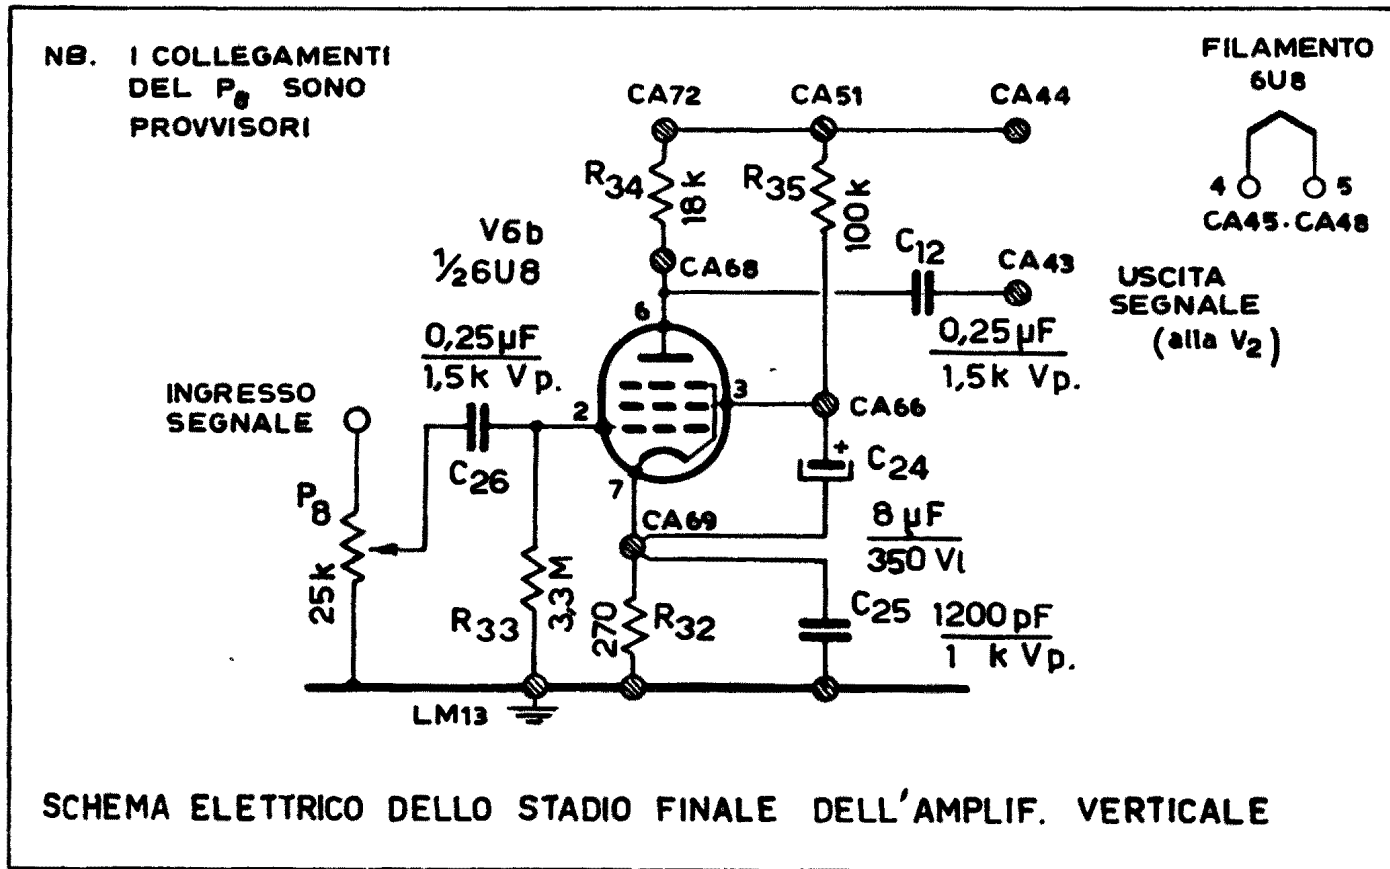 NB. I COLLEGAMENTI
DEL P8 SONO
PROVVISORI
FILAMENTO
6U8
4 5
CA45-CA48
CA72 CA51 CA44
R34 18k
R35 100k
V6b
½6U8
CA68
C12
CA43
USCITA
SEGNALE
(alla V2)
0,25µF
1,5k Vp.
6
0,25µF
1,5k Vp.
INGRESSO
SEGNALE
2
3
CA66
C26
C24
8 µF
350 Vl
7
CA69
P8
25k
R33
3,3M
270
R32
C25
1200pF
1 k Vp.
LM13
SCHEMA ELETTRICO DELLO STADIO FINALE DELL'AMPLIF. VERTICALE